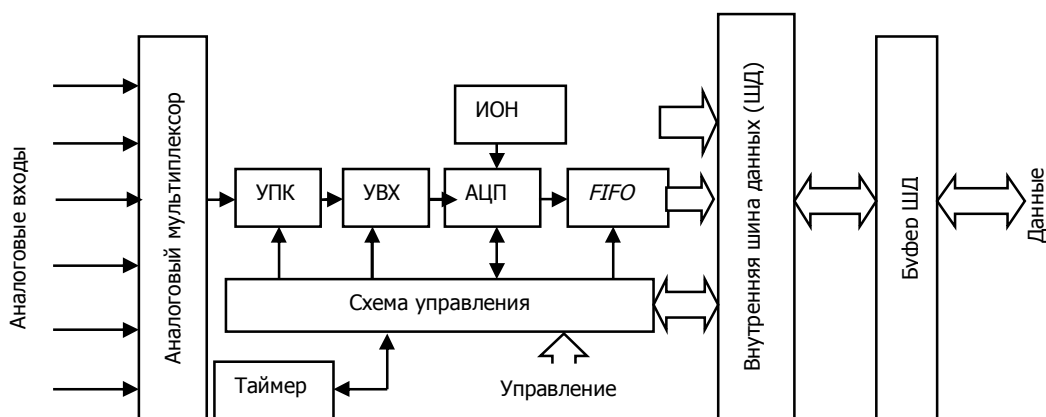 Аналоговые входы
Аналоговый мультиплексор
ИОН
УПК
УВХ
АЦП
FIFO
Схема управления
Таймер
Управление
Внутренняя шина данных (ШД)
Буфер ШД
Данные